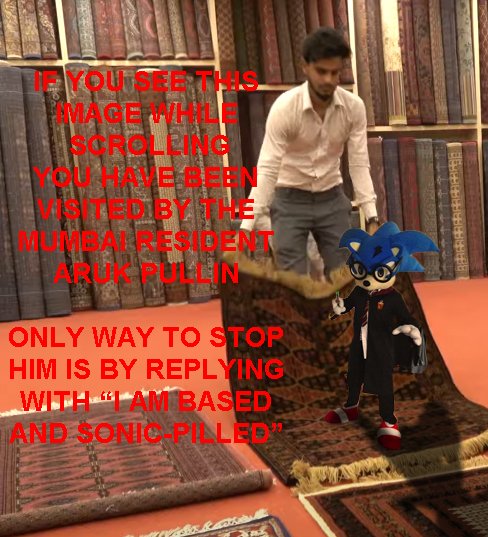 IF YOU SEE THIS
IMAGE WHILE
SCROLLING
YOU HAVE BEEN
VISITED BY THE
MUMBAI RESIDENT
ARUK PULLIN
ONLY WAY TO STOP
HIM IS BY REPLYING
WITH “I AM BASED
AND SONIC-PILLED”